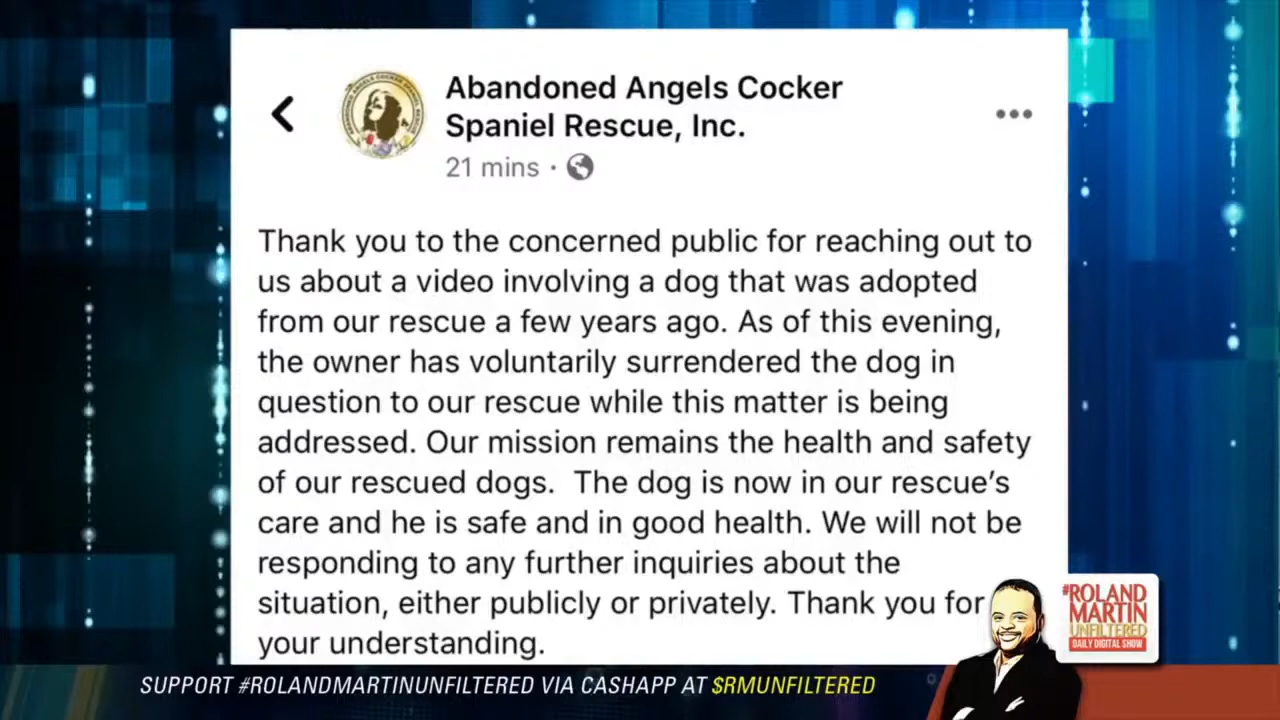 Abandoned Angels Cocker
Spaniel Rescue, Inc.
21 mins ·
Thank you to the concerned public for reaching out to
us about a video involving a dog that was adopted
from our rescue a few years ago. As of this evening,
the owner has voluntarily surrendered the dog in
question to our rescue while this matter is being
addressed. Our mission remains the health and safety
of our rescued dogs.  The dog is now in our rescue’s
care and he is safe and in good health. We will not be
responding to any further inquiries about the
situation, either publicly or privately. Thank you for
your understanding.
#ROLAND
MARTIN
UNFILTERED
DAILY DIGITAL SHOW
SUPPORT #ROLANDMARTINUNFILTERED VIA CASHAPP AT $RMUNFILTERED